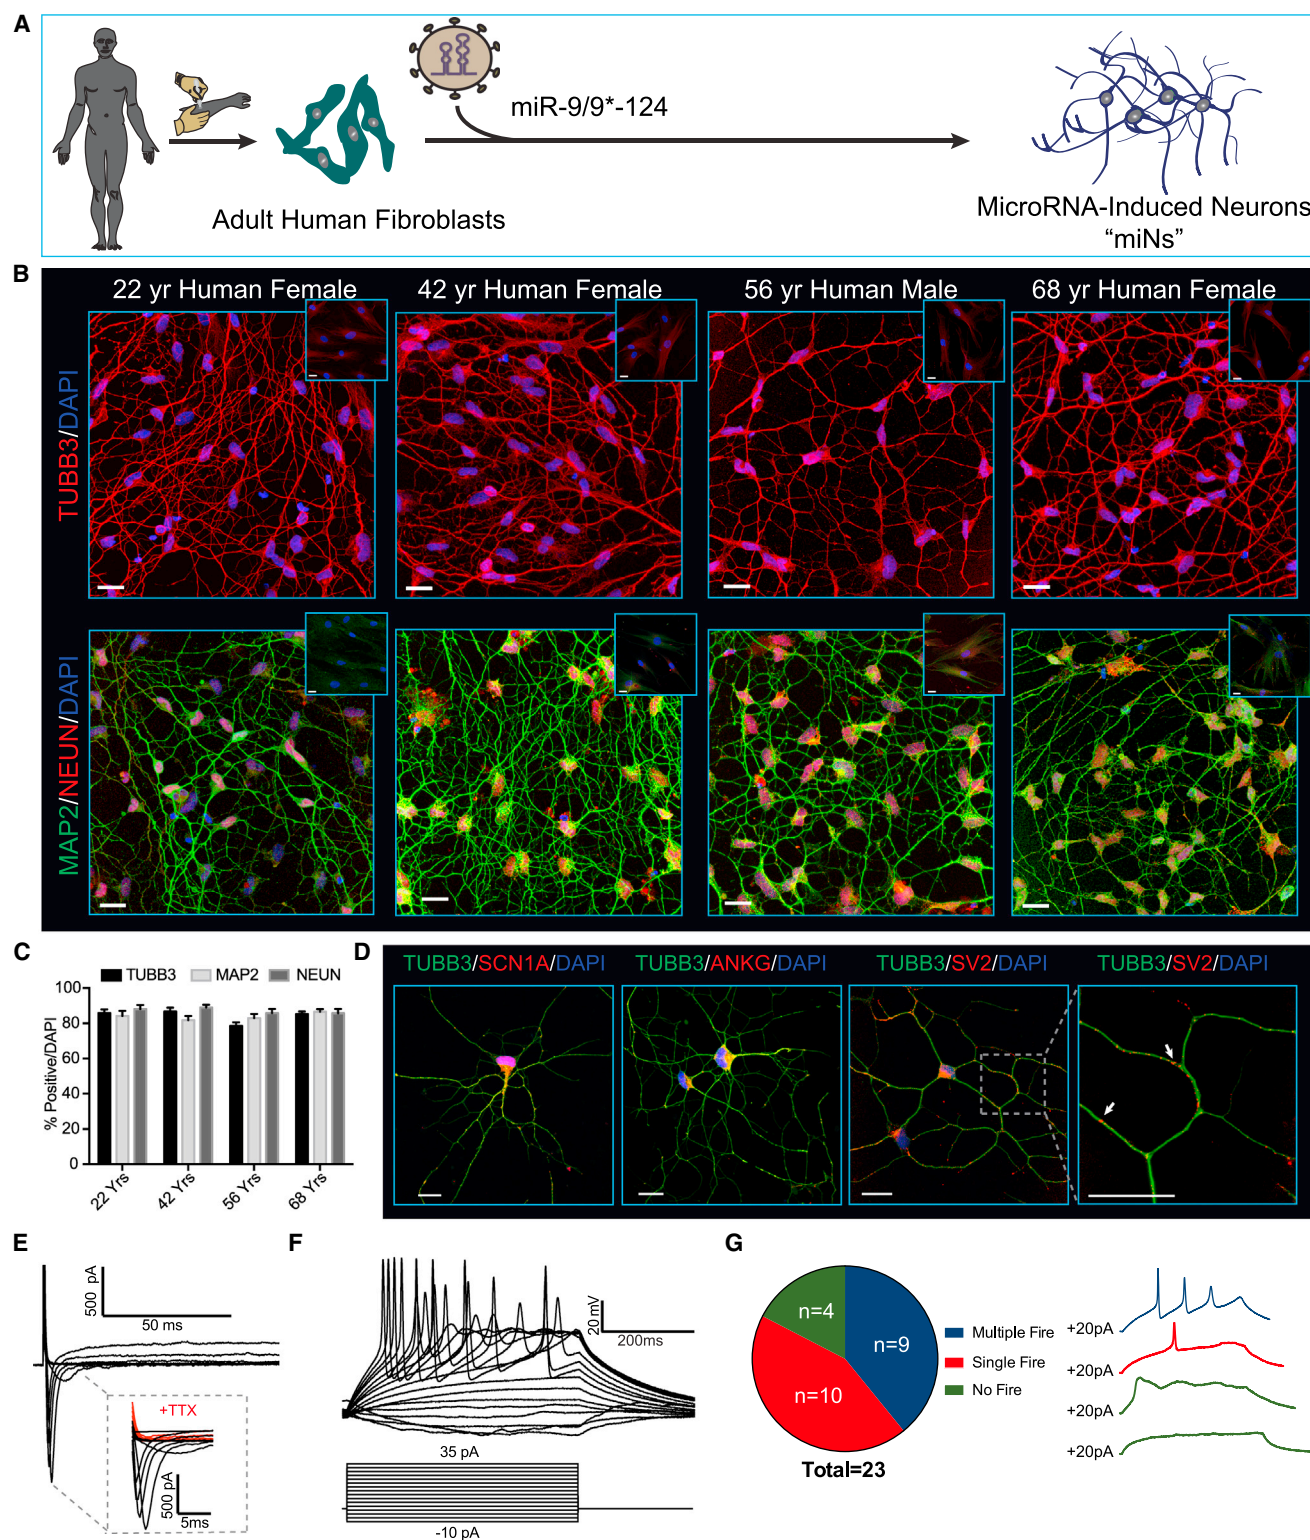 A
miR-9/9*-124
Adult Human Fibroblasts
MicroRNA-Induced Neurons
“miNs”
B
22 yr Human Female
42 yr Human Female
56 yr Human Male
68 yr Human Female
TUBB3/DAPI
MAP2/NEUN/DAPI
C
TUBB3
MAP2
NEUN
% Positive/DAPI
100
80
60
40
20
0
22 Yrs
42 Yrs
56 Yrs
68 Yrs
D
TUBB3/SCN1A/DAPI
TUBB3/ANKG/DAPI
TUBB3/SV2/DAPI
TUBB3/SV2/DAPI
E
500 pA
50 ms
+TTX
500 pA
5ms
F
20 mV
200ms
35 pA
-10 pA
G
n=4
n=9
n=10
Total=23
Multiple Fire
Single Fire
No Fire
+20pA
+20pA
+20pA
+20pA